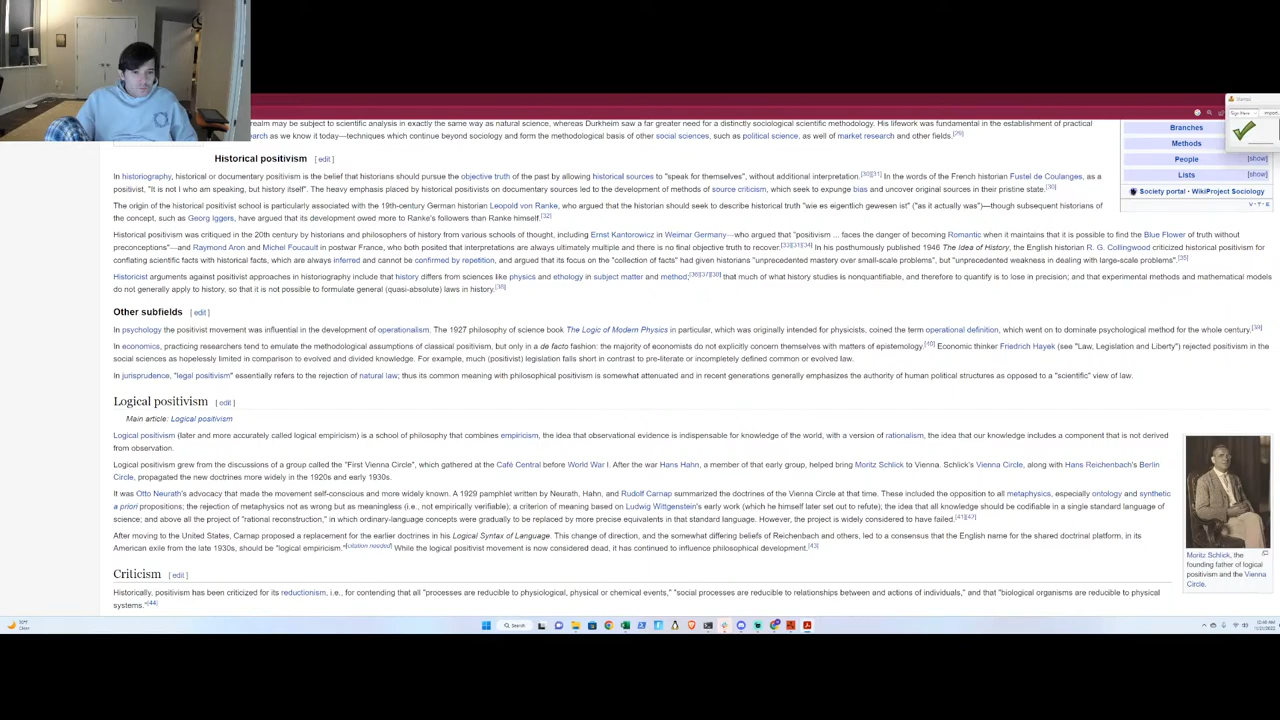 realm may be subject to scientific analysis in exactly the same way as natural science, whereas Durkheim saw a far greater need for a distinctly sociological scientific methodology. His lifework was fundamental in the establishment of practical
as we know it today—techniques which continue beyond sociology and form the methodological basis of other social sciences, such as political science, as well of market research and other fields.[29]
Historical positivism [ edit ]
In historiography, historical or documentary positivism is the belief that historians should pursue the objective truth of the past by allowing historical sources to "speak for themselves", without additional interpretation.[30][31] In the words of the French historian Fustel de Coulanges, as a
positivist, "It is not I who am speaking, but history itself". The heavy emphasis placed by historical positivists on documentary sources led to the development of methods of source criticism, which seek to expunge bias and uncover original sources in their pristine state.[30]
The origin of the historical positivist school is particularly associated with the 19th-century German historian Leopold von Ranke, who argued that the historian should seek to describe historical truth "wie es eigentlich gewesen ist" ("as it actually was")—though subsequent historians of
the concept, such as Georg Iggers, have argued that its development owed more to Ranke's followers than Ranke himself.[32]
Historical positivism was critiqued in the 20th century by historians and philosophers of history from various schools of thought, including Ernst Kantorowicz in Weimar Germany—who argued that "positivism ... faces the danger of becoming Romantic when it maintains that it is possible to find the Blue Flower of truth without
preconceptions"—and Raymond Aron and Michel Foucault in postwar France, who both posited that interpretations are always ultimately multiple and there is no final objective truth to recover.[33][31][34] In his posthumously published 1946 The Idea of History, the English historian R. G. Collingwood criticized historical positivism for
conflating scientific facts with historical facts, which are always inferred and cannot be confirmed by repetition, and argued that its focus on the "collection of facts" had given historians "unprecedented mastery over small-scale problems", but "unprecedented weakness in dealing with large-scale problems".[35]
Historicist arguments against positivist approaches in historiography include that history differs from sciences like physics and ethology in subject matter and method;[36][37][38] that much of what history studies is nonquantifiable, and therefore to quantify is to lose in precision; and that experimental methods and mathematical models
do not generally apply to history, so that it is not possible to formulate general (quasi-absolute) laws in history.[38]
Other subfields [ edit ]
In psychology the positivist movement was influential in the development of operationalism. The 1927 philosophy of science book The Logic of Modern Physics in particular, which was originally intended for physicists, coined the term operational definition, which went on to dominate psychological method for the whole century.[39]
In economics, practicing researchers tend to emulate the methodological assumptions of classical positivism, but only in a de facto fashion: the majority of economists do not explicitly concern themselves with matters of epistemology.[40] Economic thinker Friedrich Hayek (see "Law, Legislation and Liberty") rejected positivism in the
social sciences as hopelessly limited in comparison to evolved and divided knowledge. For example, much (positivist) legislation falls short in contrast to pre-literate or incompletely defined common or evolved law.
In jurisprudence, "legal positivism" essentially refers to the rejection of natural law; thus its common meaning with philosophical positivism is somewhat attenuated and in recent generations generally emphasizes the authority of human political structures as opposed to a "scientific" view of law.
Logical positivism [ edit ]
Main article: Logical positivism
Logical positivism (later and more accurately called logical empiricism) is a school of philosophy that combines empiricism, the idea that observational evidence is indispensable for knowledge of the world, with a version of rationalism, the idea that our knowledge includes a component that is not derived
from observation.
Logical positivism grew from the discussions of a group called the "First Vienna Circle", which gathered at the Café Central before World War I. After the war Hans Hahn, a member of that early group, helped bring Moritz Schlick to Vienna. Schlick's Vienna Circle, along with Hans Reichenbach's Berlin
Circle, propagated the new doctrines more widely in the 1920s and early 1930s.
It was Otto Neurath's advocacy that made the movement self-conscious and more widely known. A 1929 pamphlet written by Neurath, Hahn, and Rudolf Carnap summarized the doctrines of the Vienna Circle at that time. These included the opposition to all metaphysics, especially ontology and synthetic
a priori propositions; the rejection of metaphysics not as wrong but as meaningless (i.e., not empirically verifiable); a criterion of meaning based on Ludwig Wittgenstein's early work (which he himself later set out to refute); the idea that all knowledge should be codifiable in a single standard language of
science; and above all the project of "rational reconstruction," in which ordinary-language concepts were gradually to be replaced by more precise equivalents in that standard language. However, the project is widely considered to have failed.[41][42]
After moving to the United States, Carnap proposed a replacement for the earlier doctrines in his Logical Syntax of Language. This change of direction, and the somewhat differing beliefs of Reichenbach and others, led to a consensus that the English name for the shared doctrinal platform, in its
American exile from the late 1930s, should be "logical empiricism."[citation needed] While the logical positivist movement is now considered dead, it has continued to influence philosophical development.[43]
Criticism [ edit ]
Historically, positivism has been criticized for its reductionism, i.e., for contending that all "processes are reducible to physiological, physical or chemical events," "social processes are reducible to relationships between and actions of individuals," and that "biological organisms are reducible to physical
systems."[44]
Branches
Methods
People [show]
Lists [show]
Society portal · WikiProject Sociology
V · T · E
Moritz Schlick, the
founding father of logical
positivism and the Vienna
Circle.
Search